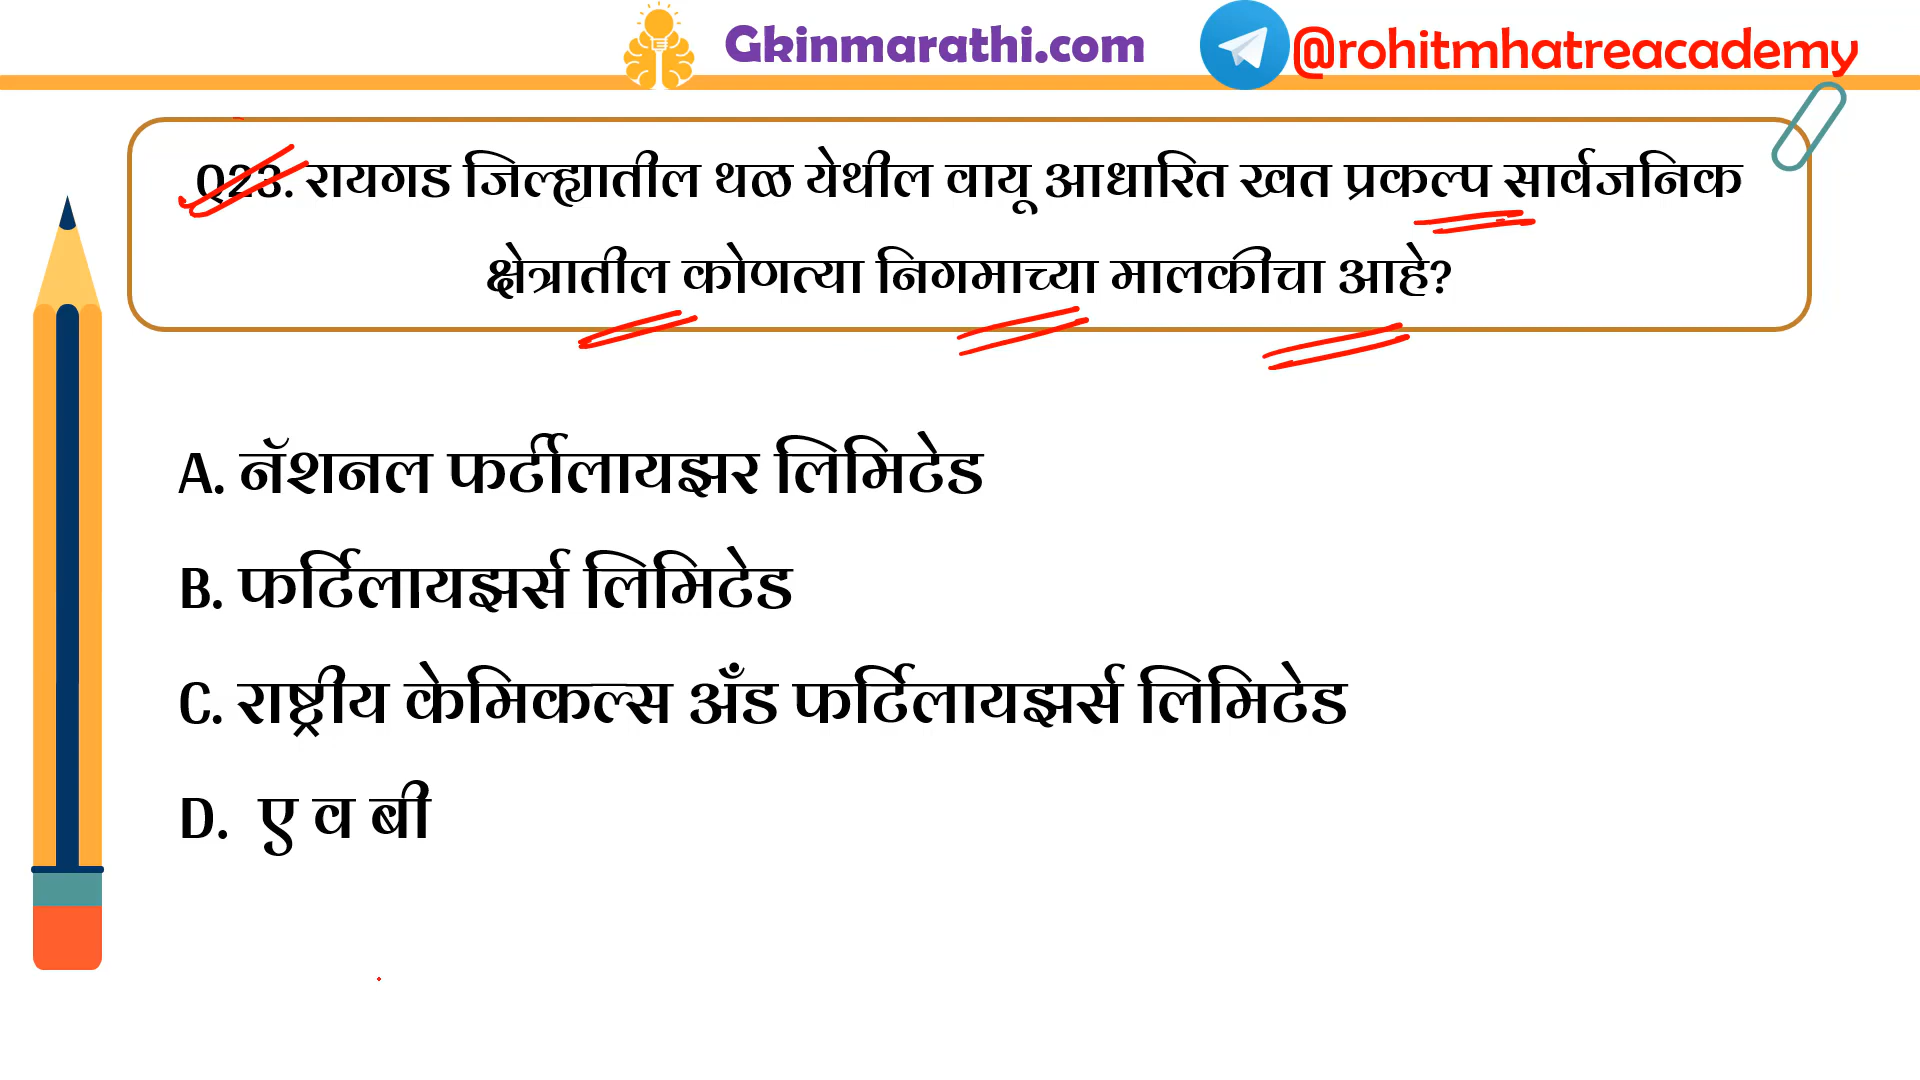 Gkinmarathi.com
@rohitmhatreacademy
Q23. रायगड जिल्ह्यातील थळ येथील वायू आधारित खत प्रकल्प सार्वजनिक
क्षेत्रातील कोणत्या निगमाच्या मालकीचा आहे?
A. नॅशनल फर्टीलायझर लिमिटेड
B. फर्टिलायझर्स लिमिटेड
C. राष्ट्रीय केमिकल्स अँड फर्टिलायझर्स लिमिटेड
D. ए व बी